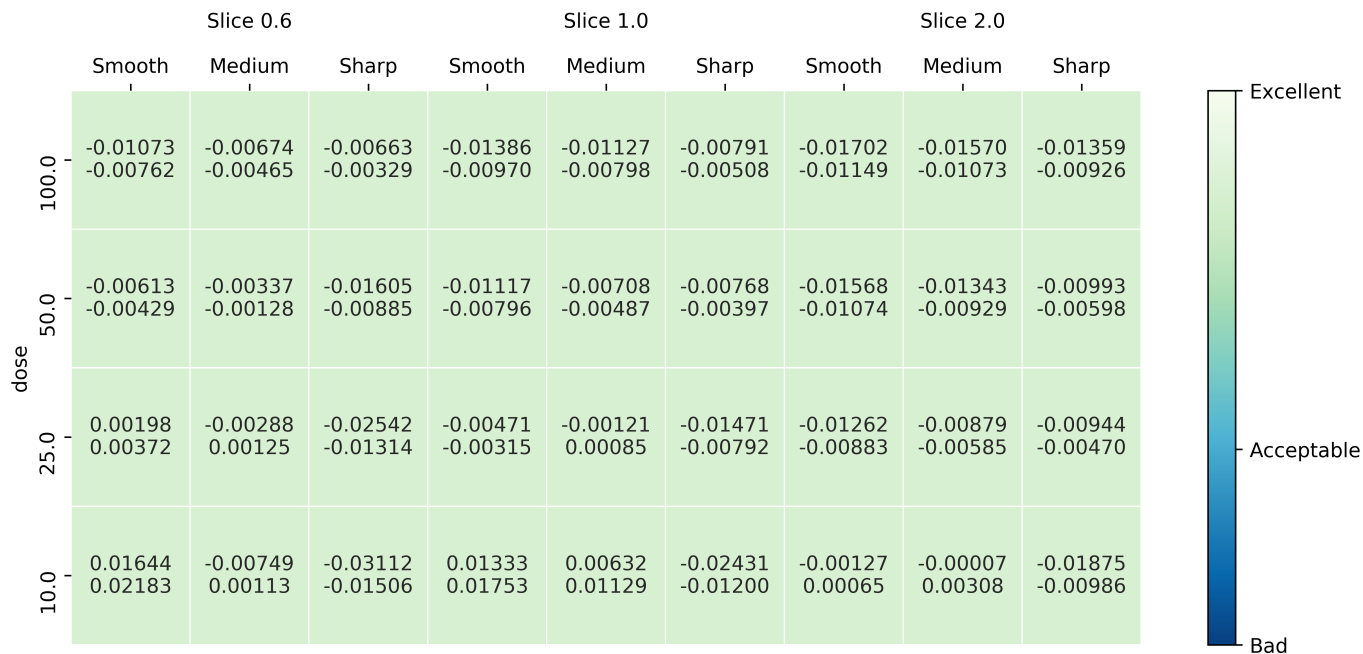 Slice 0.6 Slice 1.0 Slice 2.0
Smooth Medium Sharp Smooth Medium Sharp Smooth Medium Sharp
Excellent
-0.01073 -0.00674 -0.00663 -0.01386 -0.01127 -0.00791 -0.01702 -0.01570 -0.01359
100.0
-0.00762 -0.00465 -0.00329 -0.00970 -0.00798 -0.00508 -0.01149 -0.01073 -0.00926
-0.00613 -0.00337 -0.01605 -0.01117 -0.00708 -0.00768 -0.01568 -0.01343 -0.00993
50.0
-0.00429 -0.00128 -0.00885 -0.00796 -0.00487 -0.00397 -0.01074 -0.00929 -0.00598
dose
0.00198 -0.00288 -0.02542 -0.00471 -0.00121 -0.01471 -0.01262 -0.00879 -0.00944
25.0
0.00372 0.00125 -0.01314 -0.00315 0.00085 -0.00792 -0.00883 -0.00585 -0.00470
Acceptable
0.01644 -0.00749 -0.03112 0.01333 0.00632 -0.02431 -0.00127 -0.00007 -0.01875
10.0
0.02183 0.00113 -0.01506 0.01753 0.01129 -0.01200 0.00065 0.00308 -0.00986
Bad